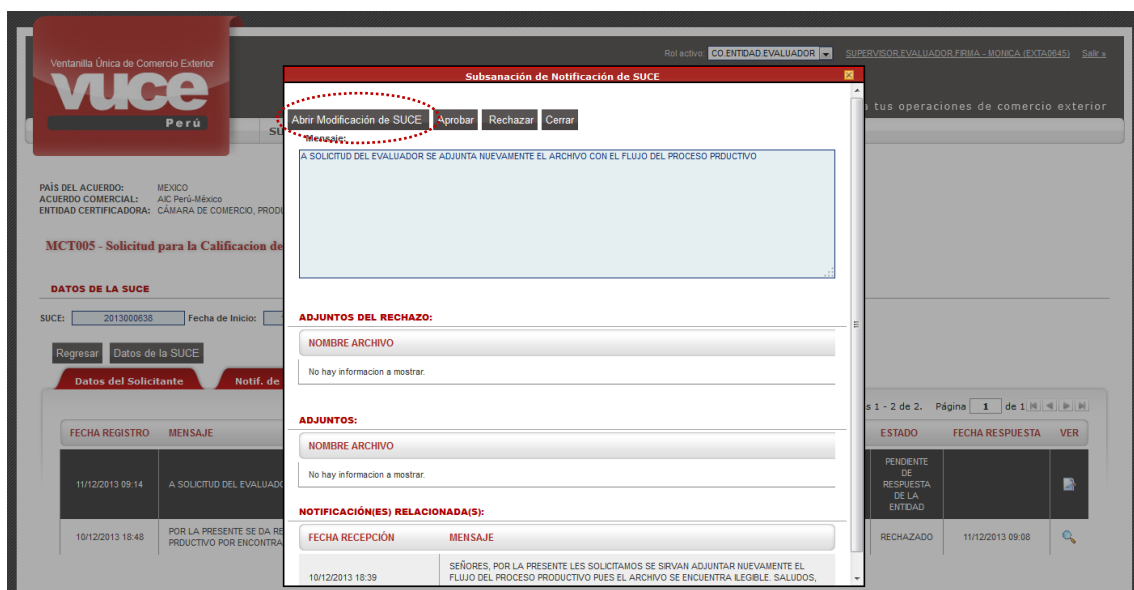 Ventanilla Única de Comercio Exterior
vuce
Perú
Rol activo: CO.ENTIDAD.EVALUADOR
SUPERVISOR.EVALUADOR.FIRMA - MONICA (EXTA0645) Salir »
a tus operaciones de comercio exterior
SU
PAÍS DEL ACUERDO: MEXICO
ACUERDO COMERCIAL: AIC Perú-México
ENTIDAD CERTIFICADORA: CÁMARA DE COMERCIO, PRODU
MCT005 - Solicitud para la Calificacion de
DATOS DE LA SUCE
SUCE: 2013000638 Fecha de Inicio:
Regresar Datos de la SUCE
Datos del Solicitante Notif. de
s 1 - 2 de 2. Página 1 de 1
FECHA REGISTRO MENSAJE ESTADO FECHA RESPUESTA VER
11/12/2013 09:14 A SOLICITUD DEL EVALUADO
PENDIENTE
DE
RESPUESTA
DE LA
ENTIDAD
10/12/2013 18:48 POR LA PRESENTE SE DA RE
PRDUCTIVO POR ENCONTRA
RECHAZADO 11/12/2013 09:08
Subsanación de Notificación de SUCE
Abrir Modificación de SUCE Aprobar Rechazar Cerrar
Mensaje:
A SOLICITUD DEL EVALUADOR SE ADJUNTA NUEVAMENTE EL ARCHIVO CON EL FLUJO DEL PROCESO PRDUCTIVO
ADJUNTOS DEL RECHAZO:
NOMBRE ARCHIVO
No hay informacion a mostrar.
ADJUNTOS:
NOMBRE ARCHIVO
No hay informacion a mostrar.
NOTIFICACIÓN(ES) RELACIONADA(S):
FECHA RECEPCIÓN MENSAJE
10/12/2013 18:39
SEÑORES, POR LA PRESENTE LES SOLICITAMOS SE SIRVAN ADJUNTAR NUEVAMENTE EL
FLUJO DEL PROCESO PRODUCTIVO PUES EL ARCHIVO SE ENCUENTRA ILEGIBLE. SALUDOS,